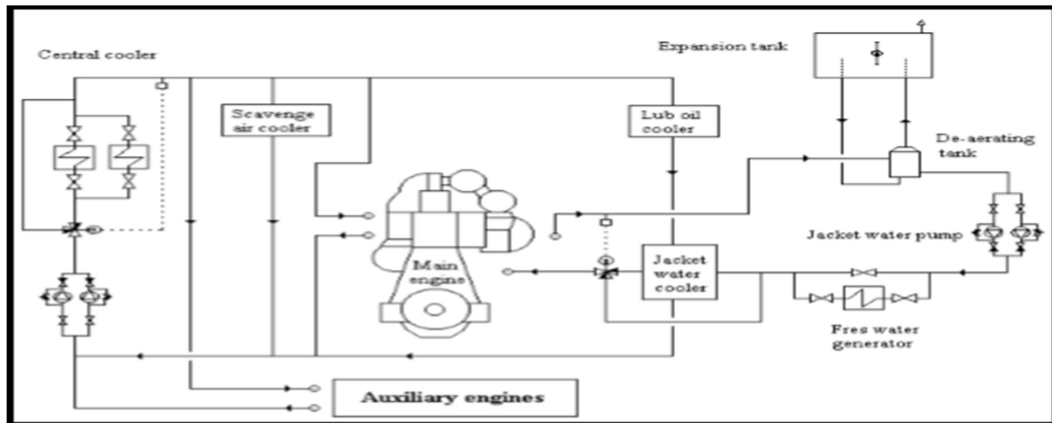 Expansion tank
Central cooler
Scavenge
air cooler
Lub oil
cooler
De-aerating
tank
Jacket water pump
Main
engine
Jacket
water
cooler
Fres water
generator
Auxiliary engines